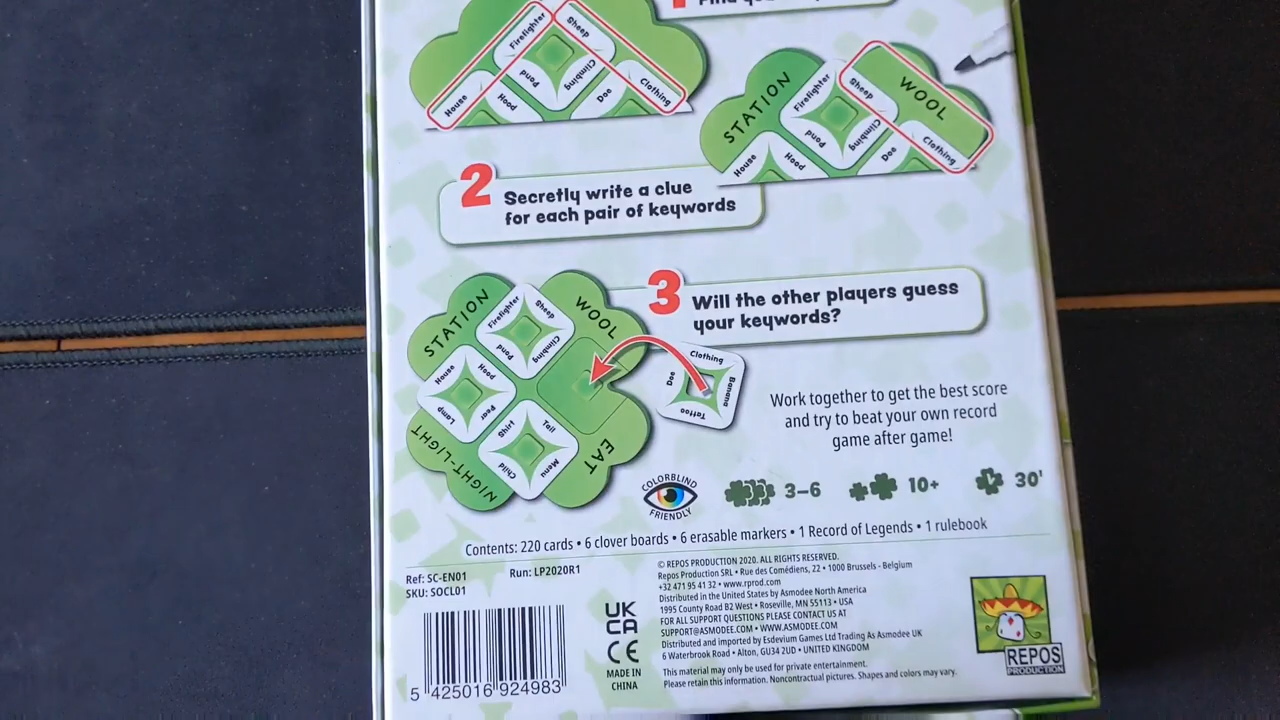 Firefighter
Sheep
Pond
Climbing
House
Hood
Doe
Clothing
STATION
WOOL
Firefighter
Sheep
Pond
Climbing
House
Hood
Doe
Clothing
2 Secretly write a clue
for each pair of keywords
3 Will the other players guess
your keywords?
STATION
WOOL
Firefighter
Sheep
Pond
Climbing
House
Hood
Lamp
Pear
Shirt
Tail
Child
Menu
NIGHT-LIGHT
EAT
Clothing
Doe
Banana
Tattoo
Work together to get the best score
and try to beat your own record
game after game!
COLORBLIND
FRIENDLY
3–6
10+
30'
Contents: 220 cards • 6 clover boards • 6 erasable markers • 1 Record of Legends • 1 rulebook
Ref: SC-EN01 Run: LP2020R1
SKU: SOCL01
© REPOS PRODUCTION 2020. ALL RIGHTS RESERVED.
Repos Production SRL • Rue des Comédiens, 22 • 1000 Brussels - Belgium
+32 471 95 41 32 • www.rprod.com
Distributed in the United States by Asmodee North America
1995 County Road B2 West • Roseville, MN 55113 • USA
FOR ALL SUPPORT QUESTIONS PLEASE CONTACT US AT
SUPPORT@ASMODEE.COM • WWW.ASMODEE.COM
Distributed and imported by Esdevium Games Ltd Trading As Asmodee UK
6 Waterbrook Road • Alton, GU34 2UD • UNITED KINGDOM
This material may only be used for private entertainment.
Please retain this information. Noncontractual pictures. Shapes and colors may vary.
UK
CA
CE
MADE IN
CHINA
5 425016 924983
REPOS
PRODUCTION